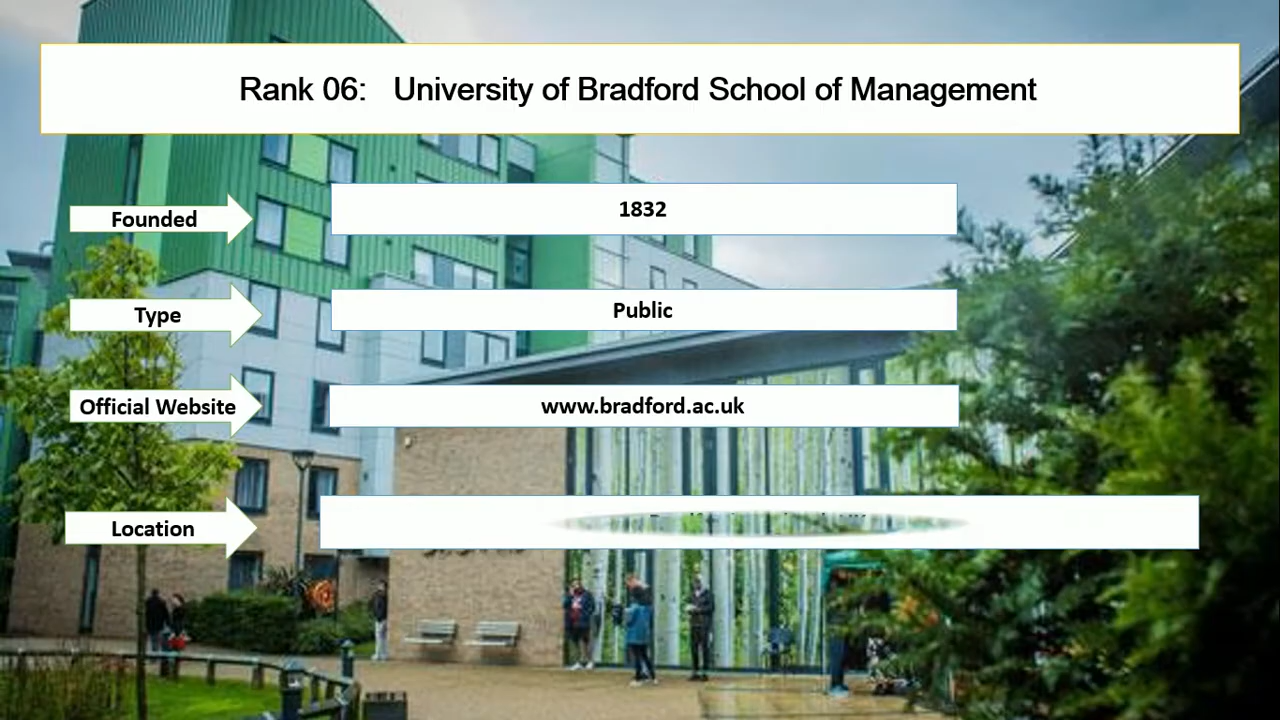 Rank 06: University of Bradford School of Management
Founded
1832
Type
Public
Official Website
www.bradford.ac.uk
Location